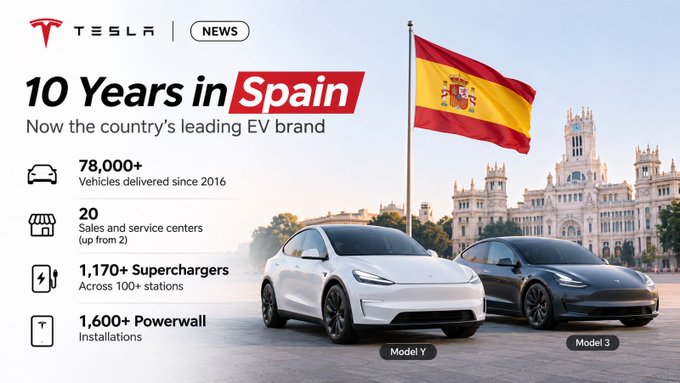 TESLA
NEWS
10 Years in Spain
Now the country's leading EV brand
78,000+
Vehicles delivered since 2016
20
Sales and service centers
(up from 2)
1,170+ Superchargers
Across 100+ stations
1,600+ Powerwall
Installations
Model Y
Model 3